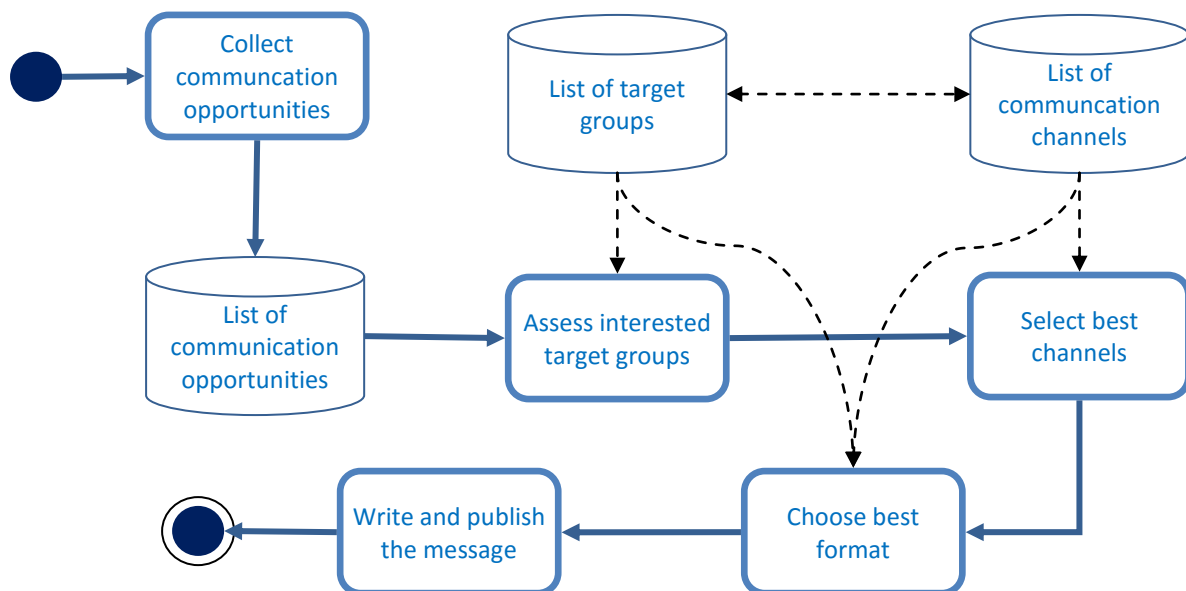 Collect
communcation
opportunities
List of target
groups
List of
communcation
channels
List of
communication
opportunities
Assess interested
target groups
Select best
channels
Write and publish
the message
Choose best
format